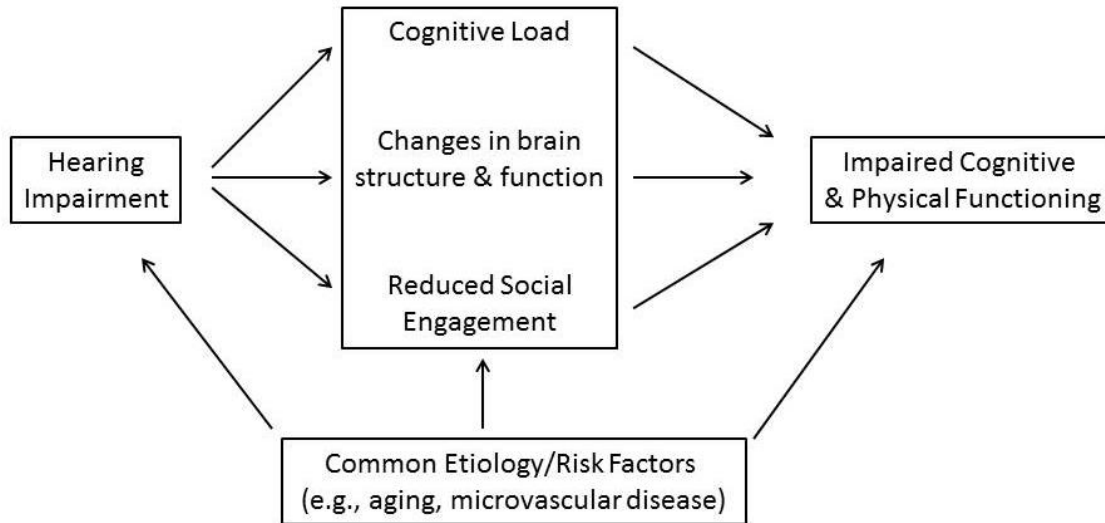 Cognitive Load
Changes in brain
structure & function
Reduced Social
Engagement
Hearing
Impairment
Impaired Cognitive
& Physical Functioning
Common Etiology/Risk Factors
(e.g., aging, microvascular disease)